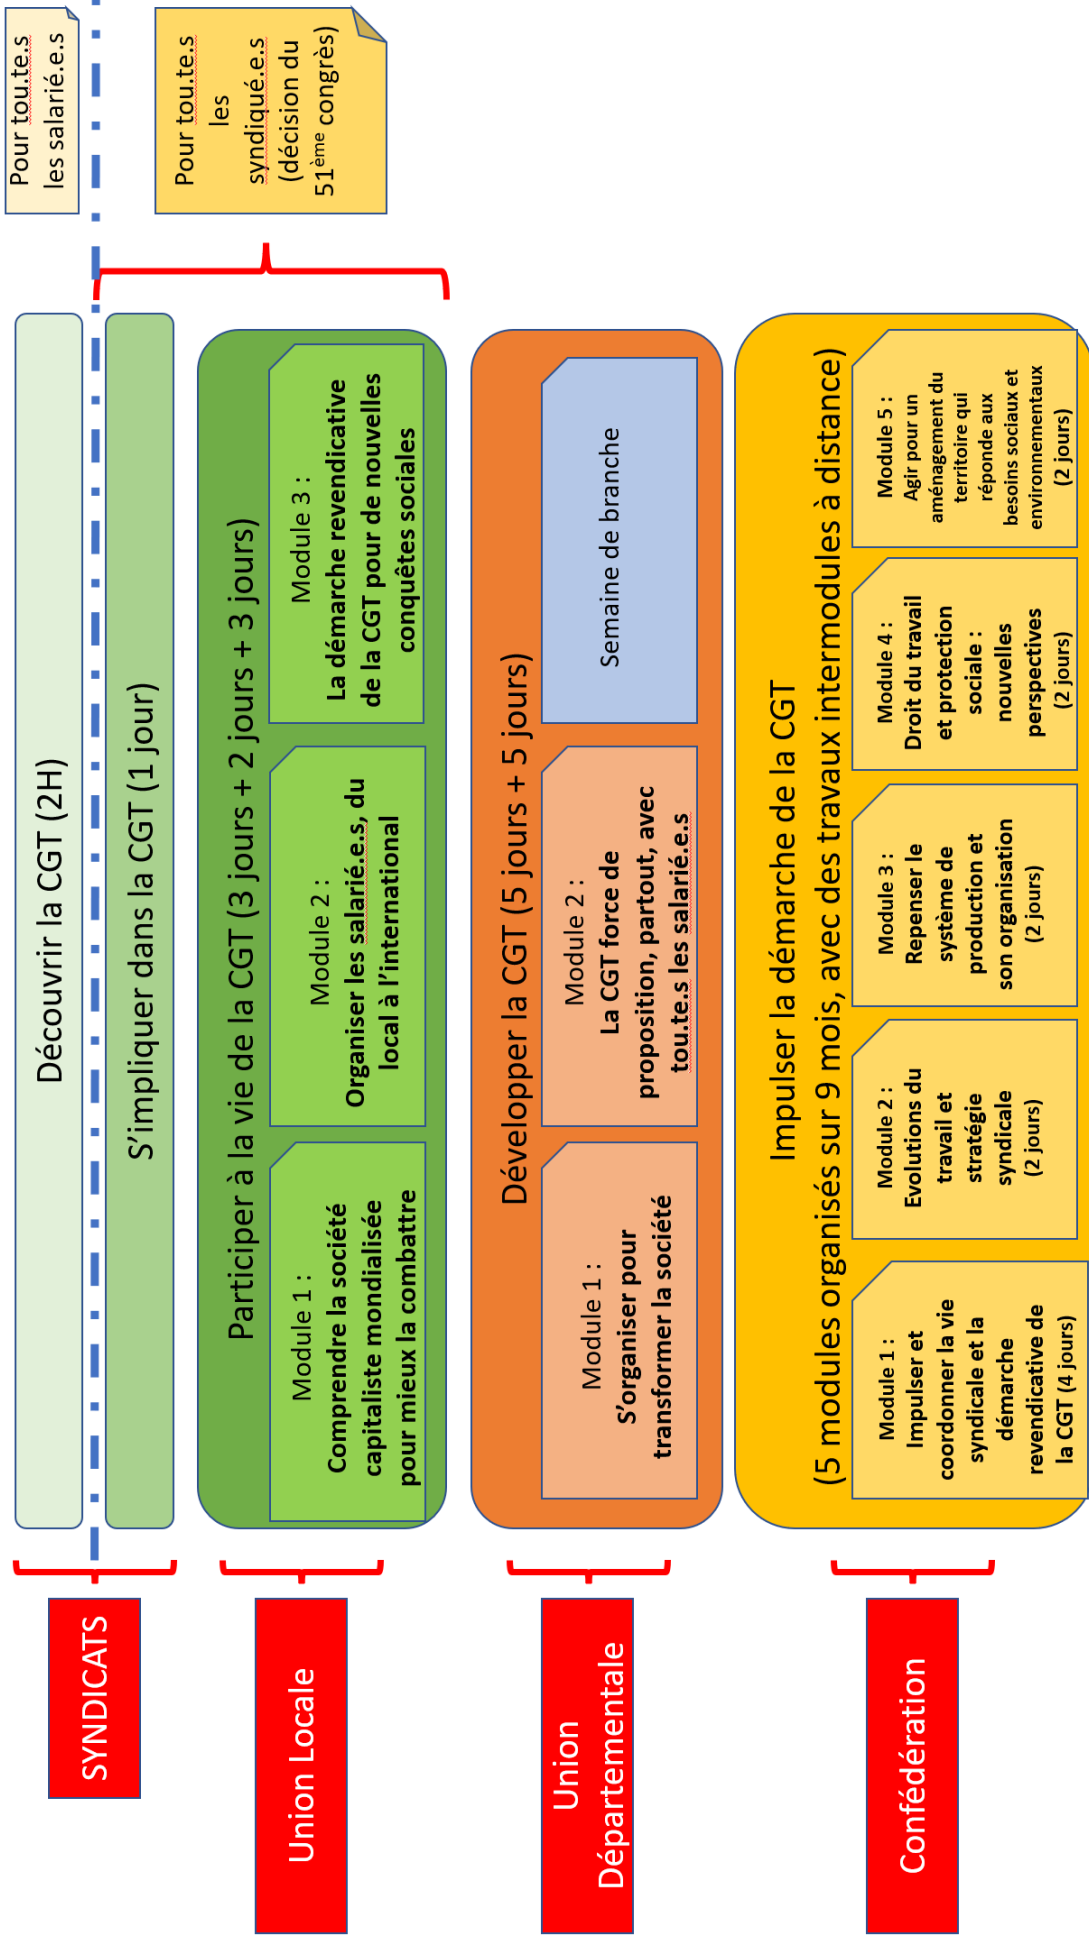 Découvrir la CGT (2H)
Pour tou.te.s
les salarié.e.s
SYNDICATS
S'impliquer dans la CGT (1 jour)
Pour tou.te.s
les
syndiqué.e.s
(décision du
51ème congrès)
Union Locale
Participer à la vie de la CGT (3 jours + 2 jours + 3 jours)
Module 1 :
Comprendre la société
capitaliste mondialisée
pour mieux la combattre
Module 2 :
Organiser les salarié.e.s, du
local à l'international
Module 3 :
La démarche revendicative
de la CGT pour de nouvelles
conquêtes sociales
Union
Départementale
Développer la CGT (5 jours + 5 jours)
Module 1 :
S'organiser pour
transformer la société
Module 2 :
La CGT force de
proposition, partout, avec
tou.te.s les salarié.e.s
Semaine de branche
Confédération
Impulser la démarche de la CGT
(5 modules organisés sur 9 mois, avec des travaux intermodules à distance)
Module 1 :
Impulser et
coordonner la vie
syndicale et la
démarche
revendicative de
la CGT (4 jours)
Module 2 :
Evolutions du
travail et
stratégie
syndicale
(2 jours)
Module 3 :
Repenser le
système de
production et
son organisation
(2 jours)
Module 4 :
Droit du travail
et protection
sociale :
nouvelles
perspectives
(2 jours)
Module 5 :
Agir pour un
aménagement du
territoire qui
réponde aux
besoins sociaux et
environnementaux
(2 jours)